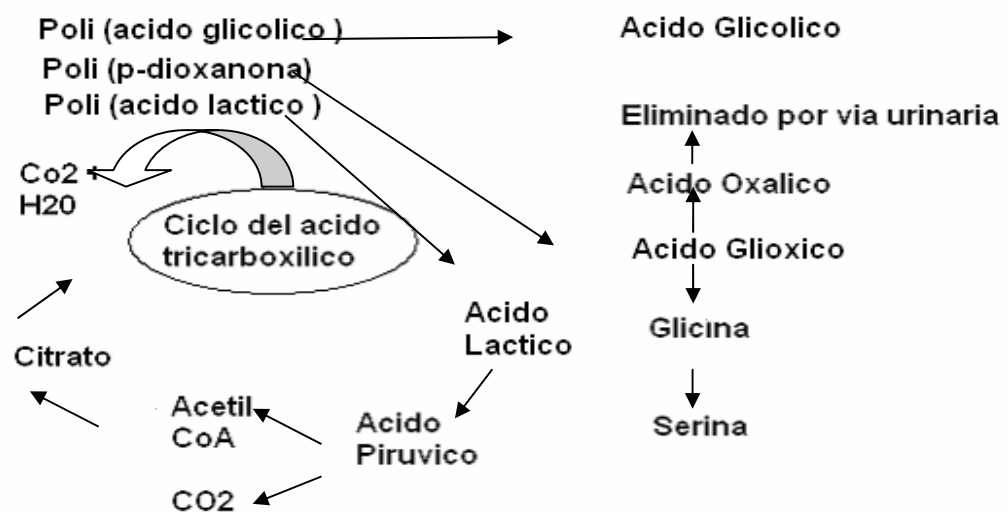 Poli (acido glicolico )
Poli (p-dioxanona)
Poli (acido lactico )
Acido Glicolico
Eliminado por via urinaria
Acido Oxalico
Acido Glioxico
Glicina
Serina
Co2 +
H20
Ciclo del acido
tricarboxilico
Acido
Lactico
Citrato
Acetil
CoA
Acido
Piruvico
CO2